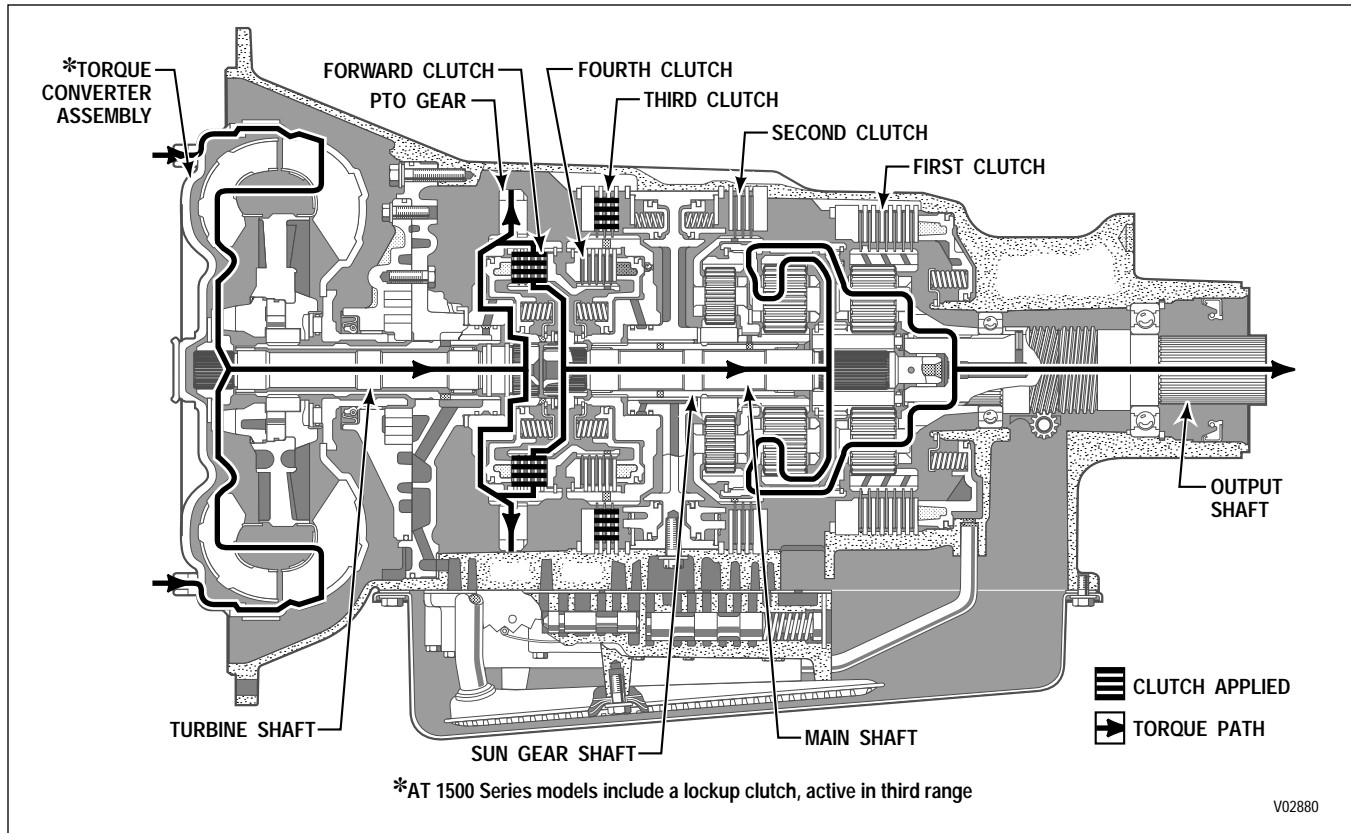 *TORQUE
CONVERTER
ASSEMBLY
FORWARD CLUTCH
PTO GEAR
FOURTH CLUTCH
THIRD CLUTCH
SECOND CLUTCH
FIRST CLUTCH
OUTPUT
SHAFT
TURBINE SHAFT
SUN GEAR SHAFT
MAIN SHAFT
CLUTCH APPLIED
TORQUE PATH
*AT 1500 Series models include a lockup clutch, active in third range
V02880